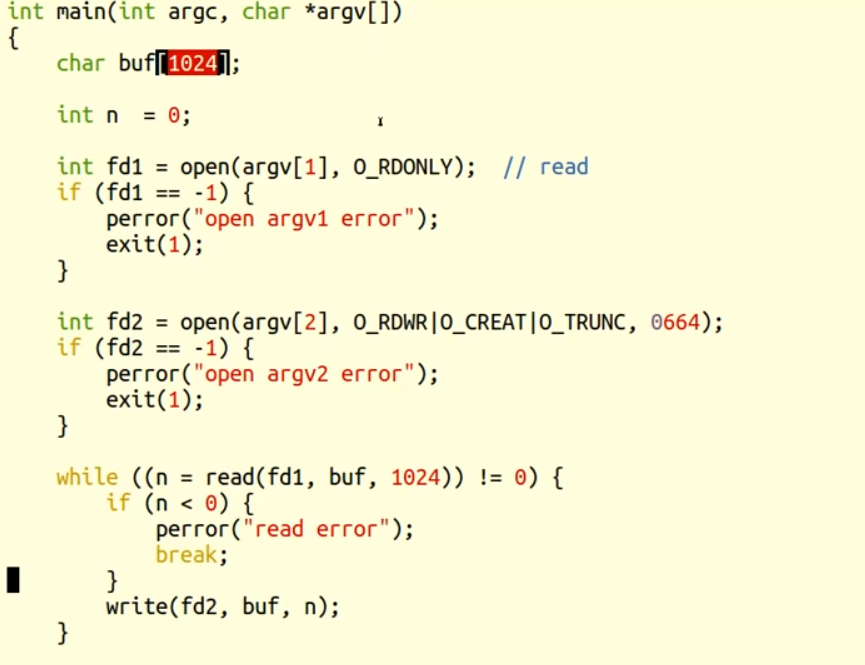 int main(int argc, char *argv[])
{
    char buf[1024];
    int n  = 0;
    int fd1 = open(argv[1], O_RDONLY);  // read
    if (fd1 == -1) {
        perror("open argv1 error");
        exit(1);
    }
    int fd2 = open(argv[2], O_RDWR|O_CREAT|O_TRUNC, 0664);
    if (fd2 == -1) {
        perror("open argv2 error");
        exit(1);
    }
    while ((n = read(fd1, buf, 1024)) != 0) {
        if (n < 0) {
            perror("read error");
            break;
        }
        write(fd2, buf, n);
    }